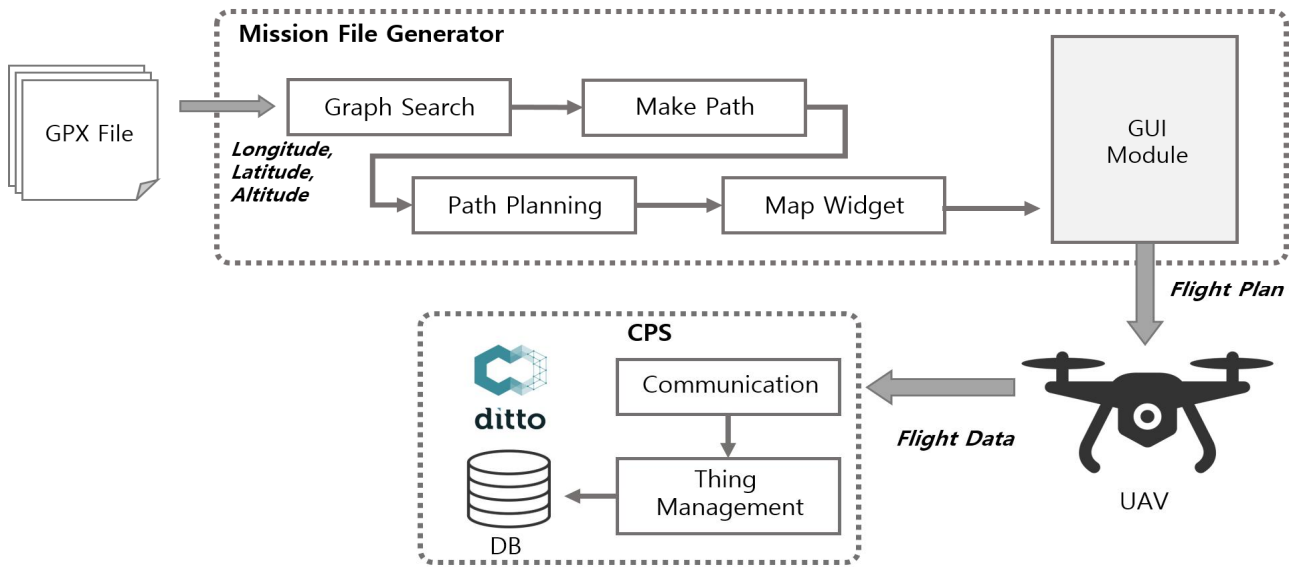 Mission File Generator
GPX File
Graph Search
Make Path
Longitude,
Latitude,
Altitude
Path Planning
Map Widget
GUI
Module
Flight Plan
CPS
ditto
Communication
Thing
Management
DB
Flight Data
UAV